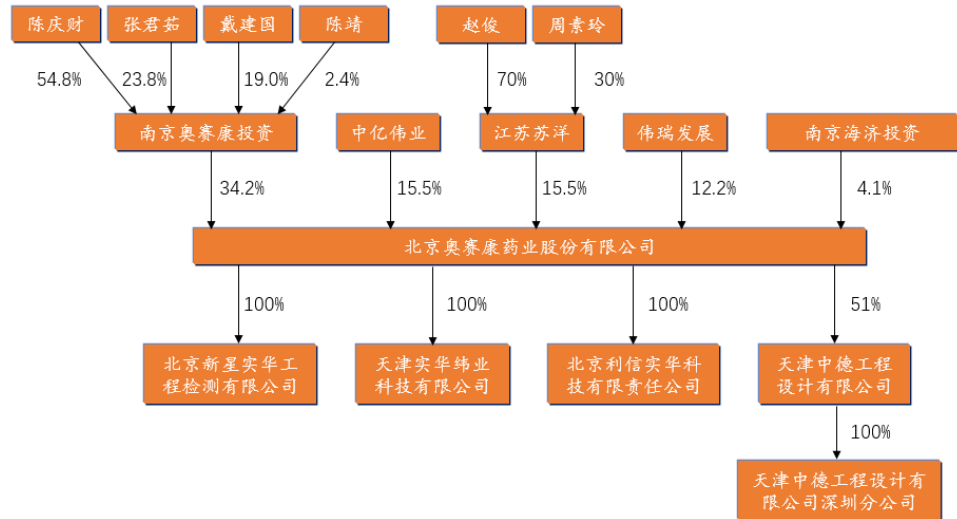 陈庆财
张君茹
戴建国
陈靖
赵俊
周素玲
54.8%
23.8%
19.0%
2.4%
70%
30%
南京奥赛康投资
中亿伟业
江苏苏洋
伟瑞发展
南京海济投资
34.2%
15.5%
15.5%
12.2%
4.1%
北京奥赛康药业股份有限公司
100%
100%
100%
51%
北京新星实华工
程检测有限公司
天津实华纬业
科技有限公司
北京利信实华科
技有限责任公司
天津中德工程
设计有限公司
100%
天津中德工程设计有
限公司深圳分公司